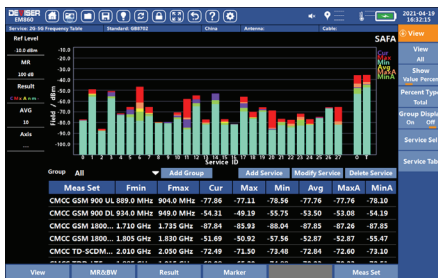 DEVISER
EM860
2021-04-19
16:32:15
Service: 26-59 Frequency Table Standard: GB8702 Antenna: Cable:
SAFA
Ref Level
10.0 dBm
MR
100 dB
Result
AVG
10
Axis
---
Field / dBm
-10.0
-20.0
-30.0
-40.0
-50.0
-60.0
-70.0
-80.0
-90.0
-100.0
Cur
Max
Min
Avg
MaxA
MinA
0 1 2 3 4 5 6 7 8 9 10 11 12 13 14 15 16 17 18 19 20 21 22 23 24 25 26 27 O T
Service ID
Group All Add Group Add Service Modify Service Delete Service
Meas Set Fmin Fmax Cur Max Min Avg MaxA MinA
CMCC GSM 900 UL 889.0 MHz 904.0 MHz -77.86 -77.11 -78.56 -77.76 -77.76 -78.10
CMCC GSM 900 DL 934.0 MHz 949.0 MHz -54.31 -49.19 -55.75 -53.50 -53.08 -54.19
CMCC GSM 1800... 1.710 GHz 1.735 GHz -87.84 -85.93 -88.04 -87.85 -87.26 -87.85
CMCC GSM 1800... 1.805 GHz 1.830 GHz -51.69 -50.92 -57.56 -52.87 -52.87 -55.47
CMCC TD-SCDM... 2.010 GHz 2.050 GHz -72.49 -71.50 -73.48 -72.84 -72.60 -73.10
View
View
All
Show
Value Percent
Percent Type
Total
Group Display
On Off
Service Sel
Service Tab
View MR/RBW Result Marker Meas Set